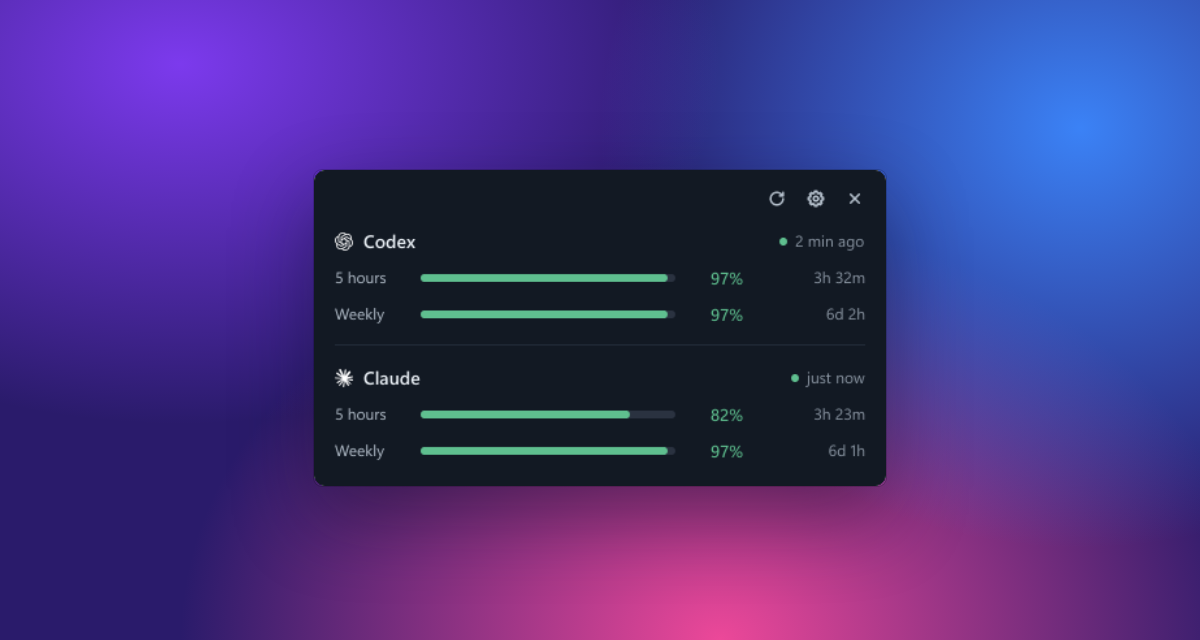 Codex 2 min ago
5 hours 97% 3h 32m
Weekly 97% 6d 2h
Claude just now
5 hours 82% 3h 23m
Weekly 97% 6d 1h